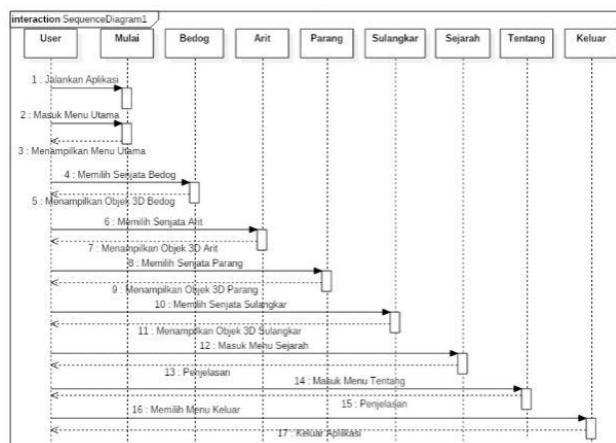 interaction SequenceDiagram1
User Mulai Bedog Arit Parang Sulangkar Sejarah Tentang Keluar
1 : Jalankan Aplikasi
2 : Masuk Menu Utama
3 : Menampilkan Menu Utama
4 : Memilih Senjata Bedog
5 : Menampilkan Objek 3D Bedog
6 : Memilih Senjata Arit
7 : Menampilkan Objek 3D Arit
8 : Memilih Senjata Parang
9 : Menampilkan Objek 3D Parang
10 : Memilih Senjata Sulangkar
11 : Menampilkan Objek 3D Sulangkar
12 : Masuk Menu Sejarah
13 : Penjelasan
14 : Masuk Menu Tentang
15 : Penjelasan
16 : Memilih Menu Keluar
17 : Keluar Aplilkasi